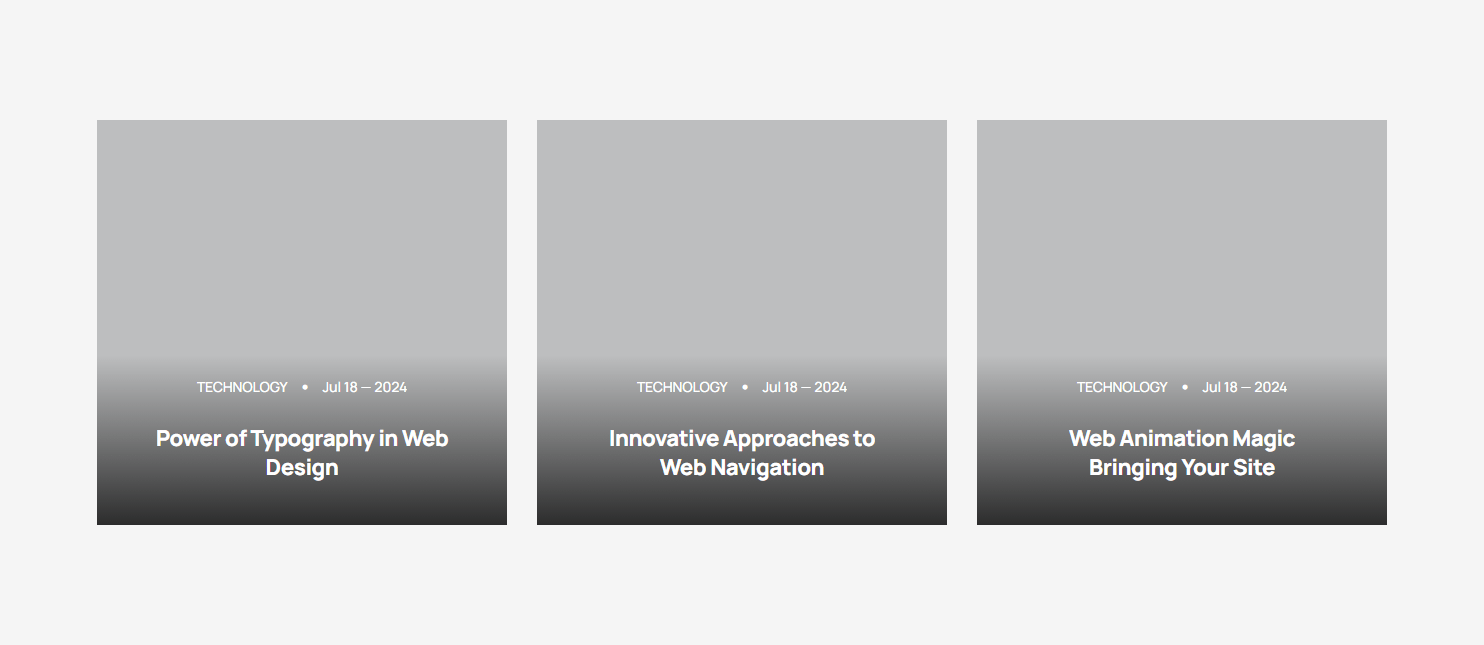 TECHNOLOGY • Jul 18 — 2024
Power of Typography in Web
Design
TECHNOLOGY • Jul 18 — 2024
Innovative Approaches to
Web Navigation
TECHNOLOGY • Jul 18 — 2024
Web Animation Magic
Bringing Your Site